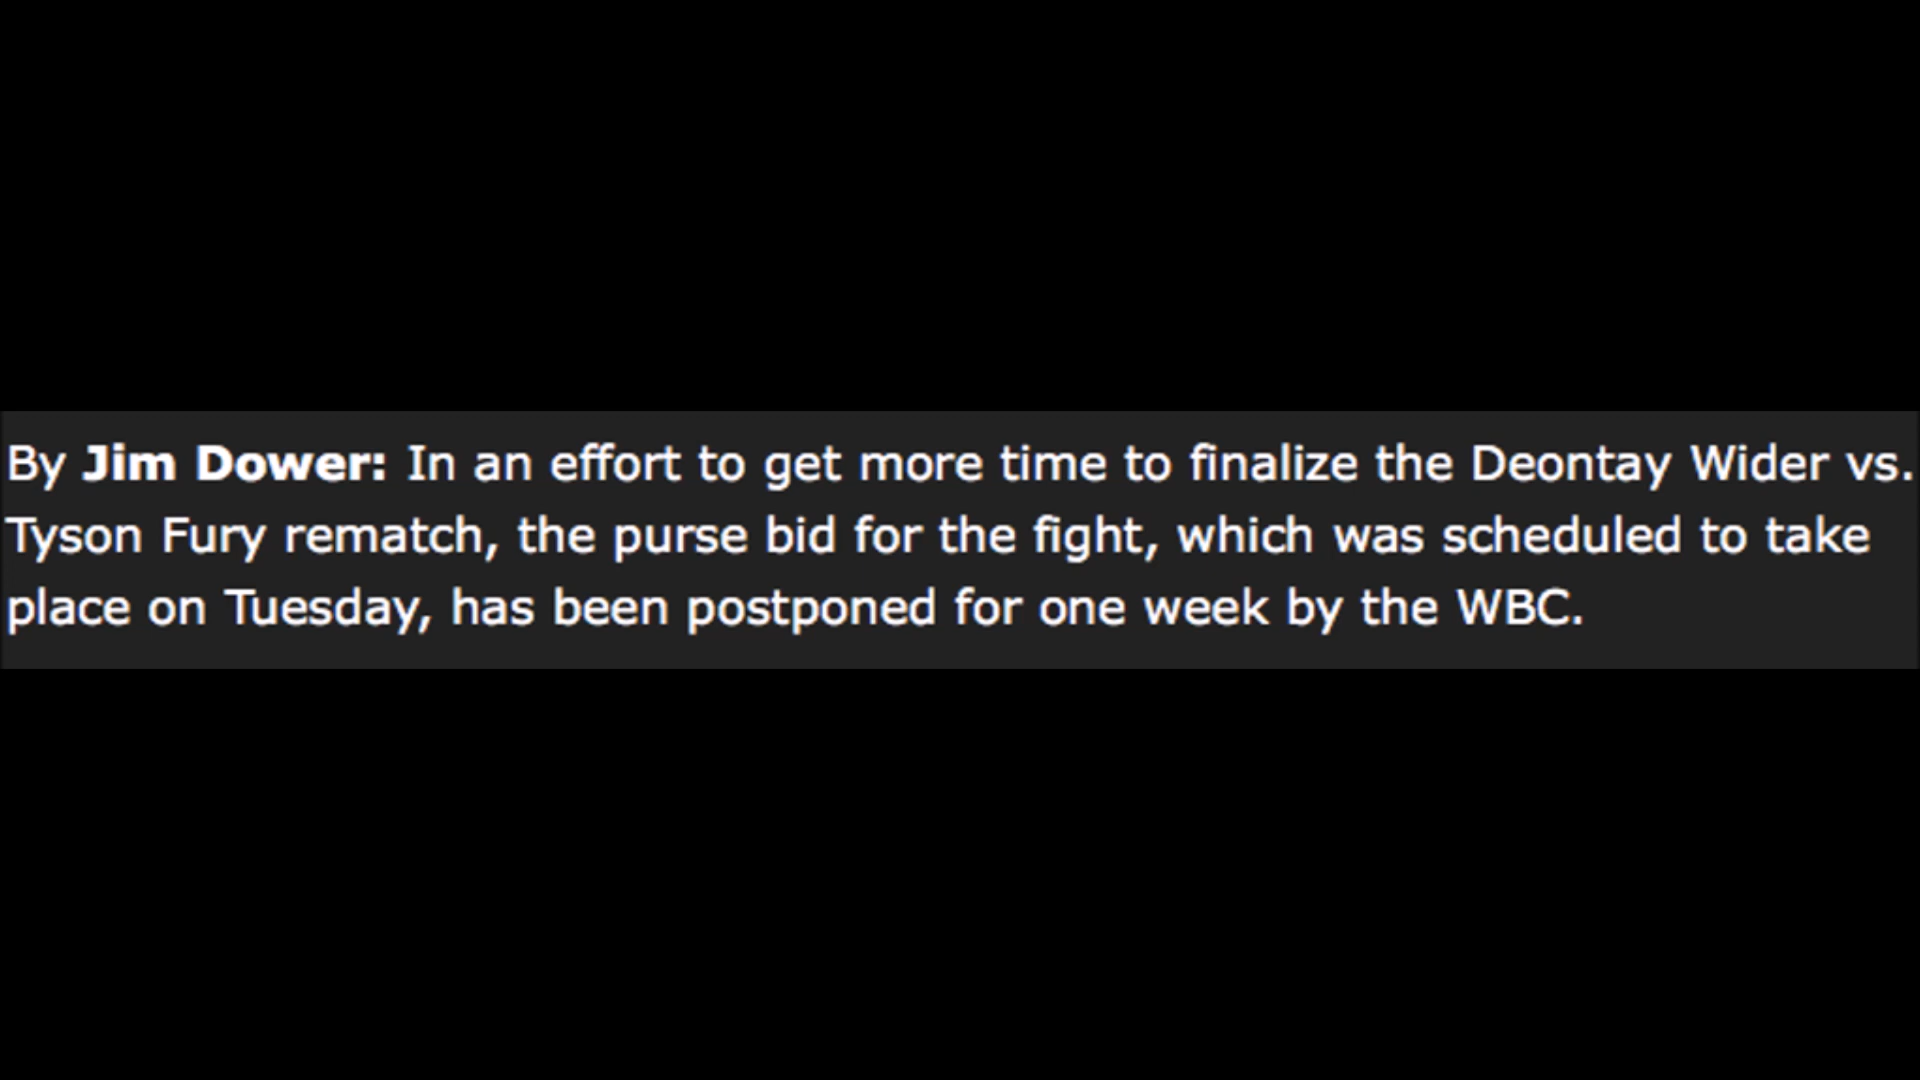 By Jim Dower: In an effort to get more time to finalize the Deontay Wider vs.
Tyson Fury rematch, the purse bid for the fight, which was scheduled to take
place on Tuesday, has been postponed for one week by the WBC.